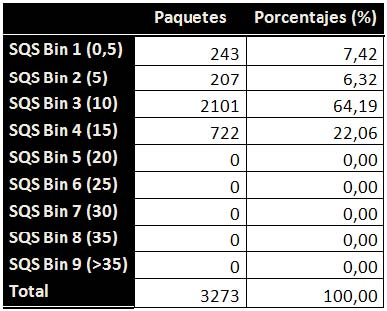 Paquetes Porcentajes (%)
SQS Bin 1 (0,5) 243 7,42
SQS Bin 2 (5) 207 6,32
SQS Bin 3 (10) 2101 64,19
SQS Bin 4 (15) 722 22,06
SQS Bin 5 (20) 0 0,00
SQS Bin 6 (25) 0 0,00
SQS Bin 7 (30) 0 0,00
SQS Bin 8 (35) 0 0,00
SQS Bin 9 (>35) 0 0,00
Total 3273 100,00